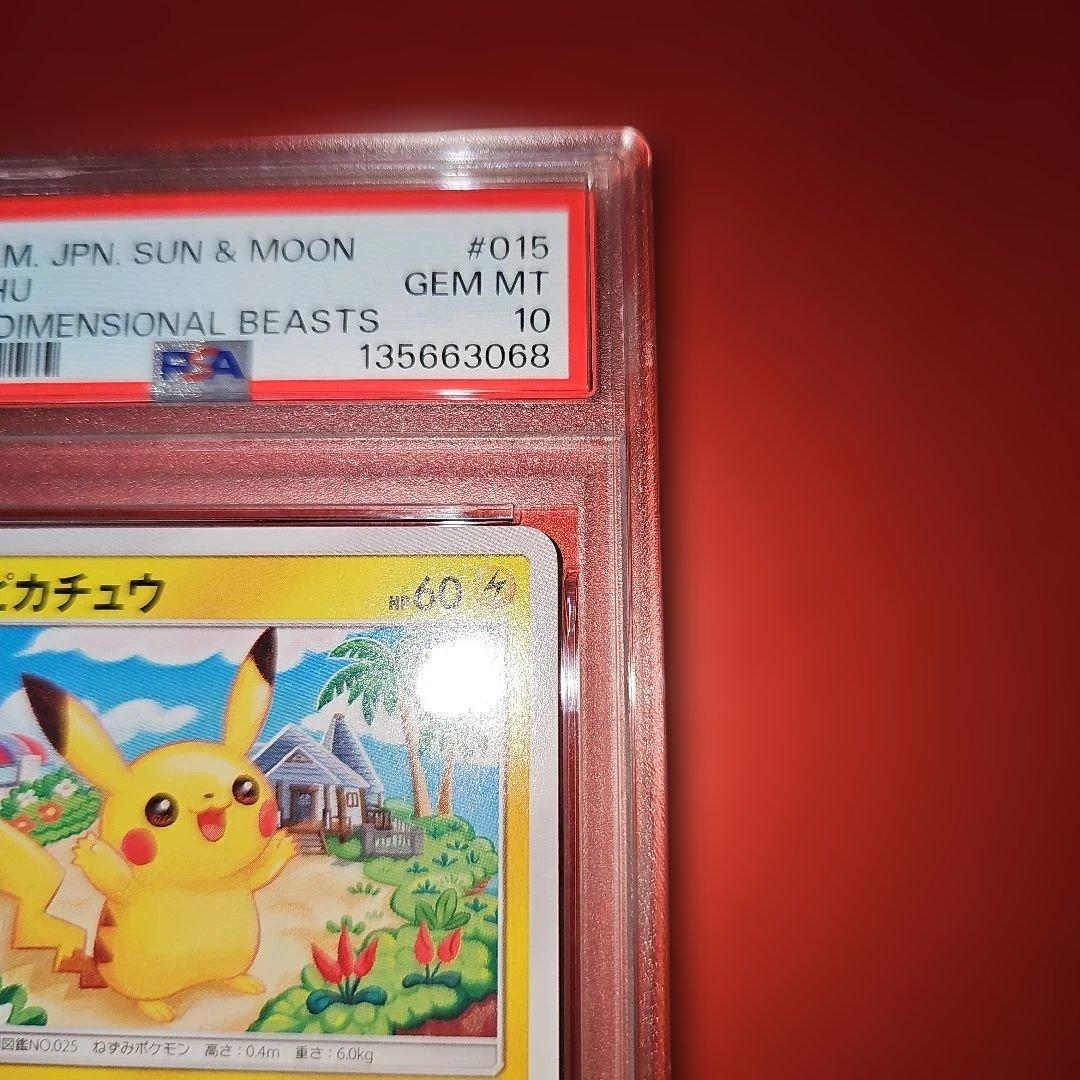 M. JPN. SUN & MOON #015
HU GEM MT
DIMENSIONAL BEASTS 10
PSA 135663068
ピカチュウ HP60
図鑑NO.025 ねずみポケモン 高さ:0.4m 重さ:6.0kg